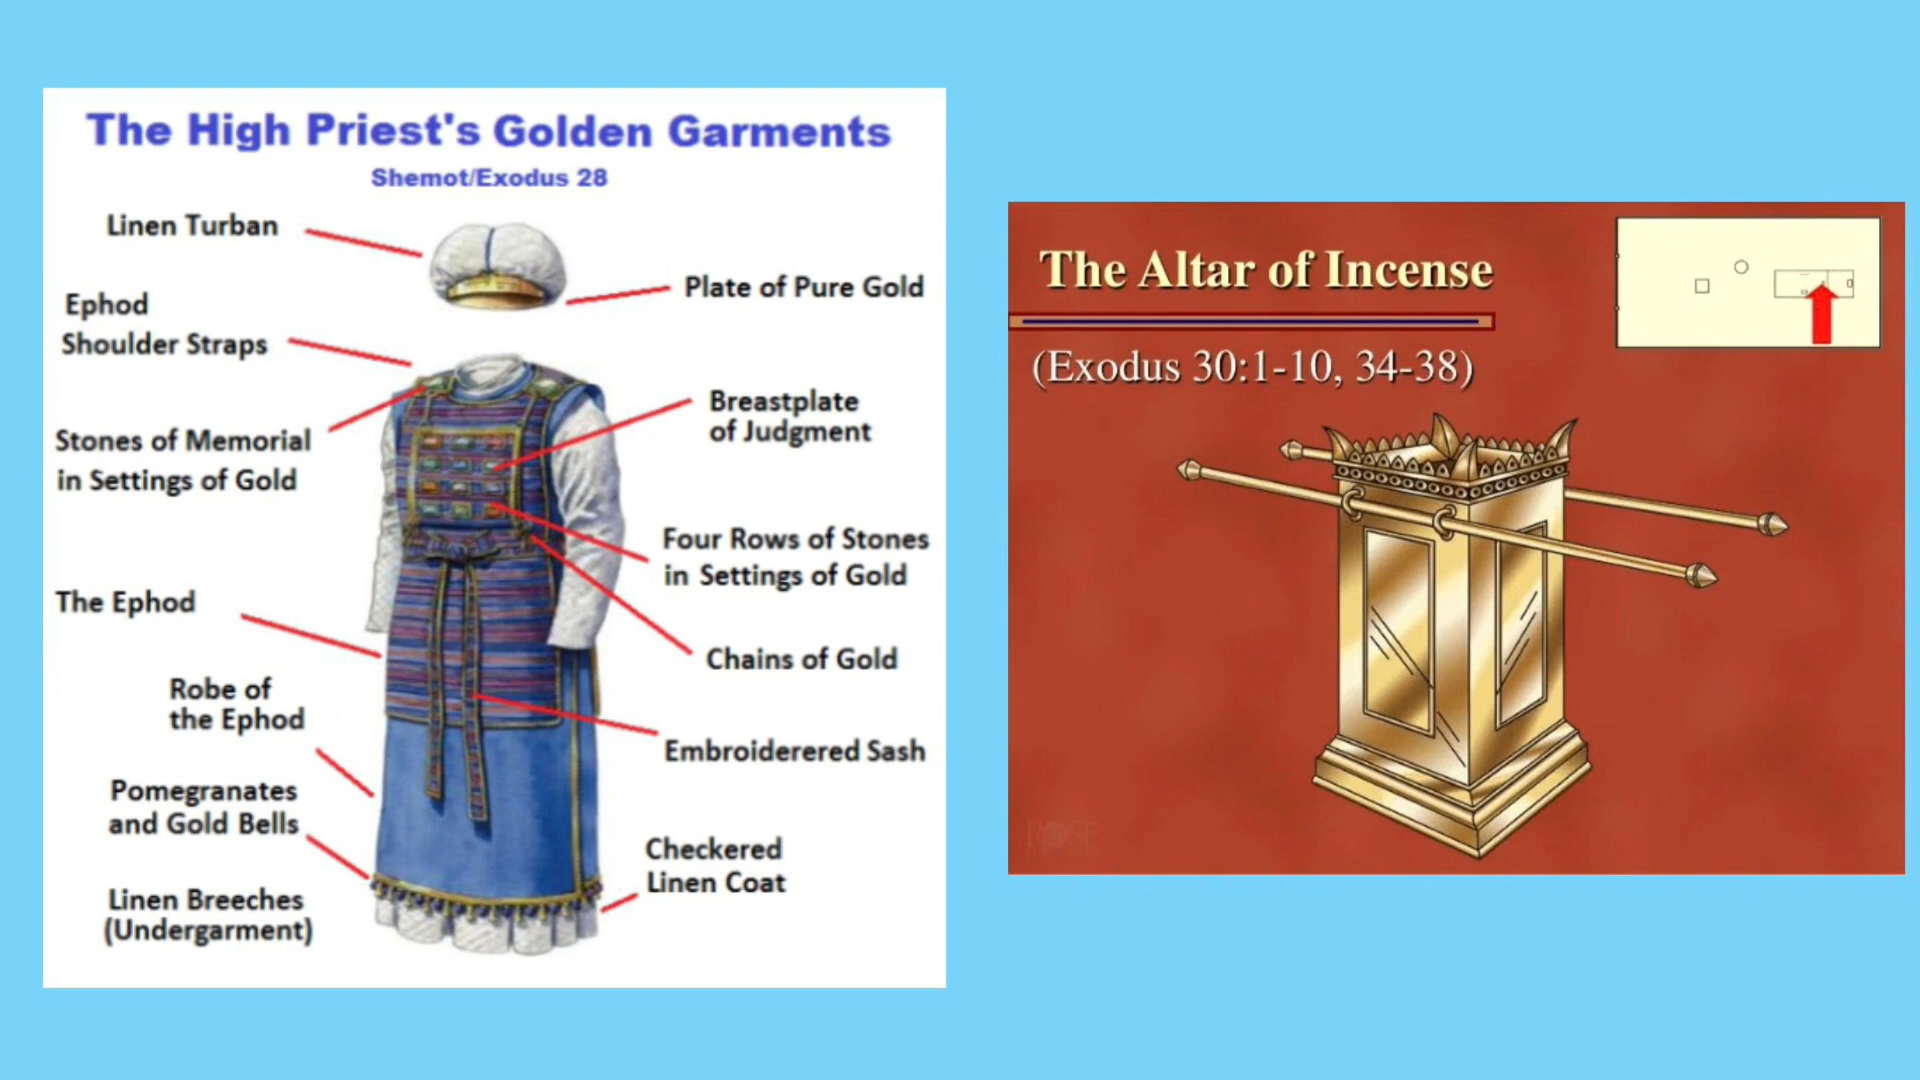 The High Priest's Golden Garments
Shemot/Exodus 28
Linen Turban
Plate of Pure Gold
Ephod
Shoulder Straps
Breastplate
of Judgment
Stones of Memorial
in Settings of Gold
Four Rows of Stones
in Settings of Gold
The Ephod
Chains of Gold
Robe of
the Ephod
Embroiderered Sash
Pomegranates
and Gold Bells
Checkered
Linen Coat
Linen Breeches
(Undergarment)
The Altar of Incense
(Exodus 30:1-10, 34-38)
ROSE